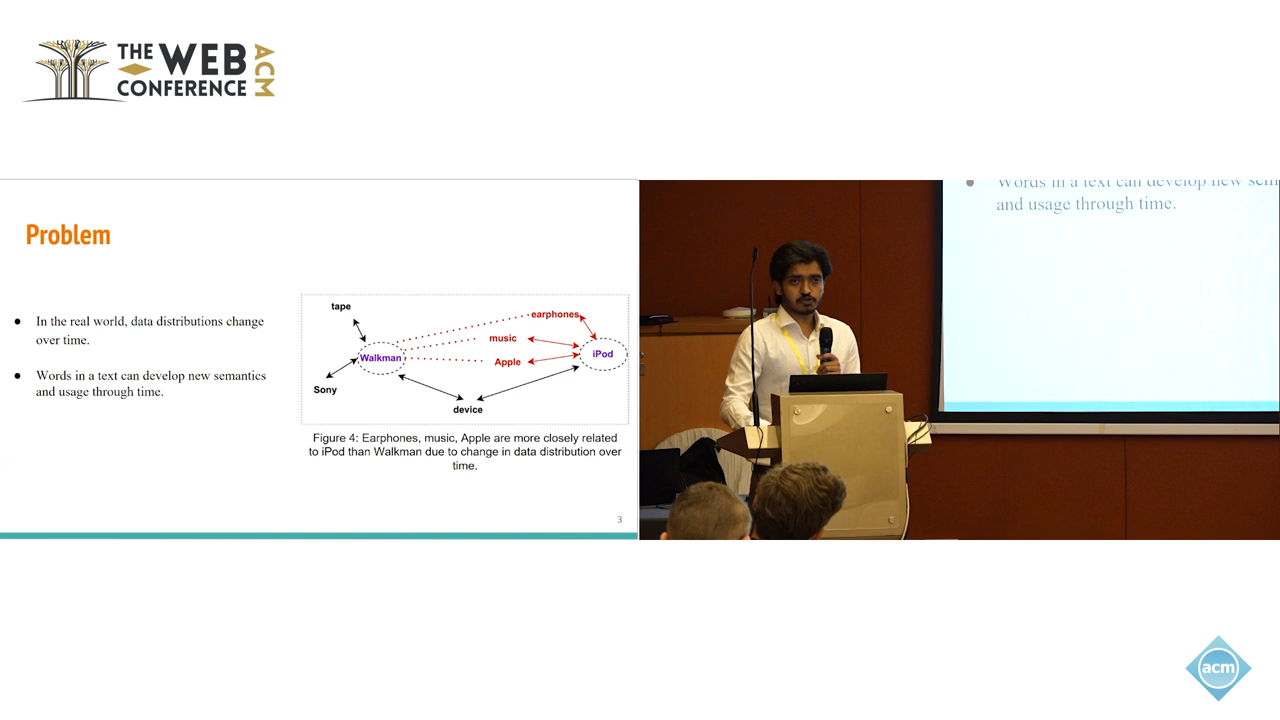 THE WEB
CONFERENCE
ACM
Problem
● In the real world, data distributions change
over time.
● Words in a text can develop new semantics
and usage through time.
tape
earphones
music
Walkman
iPod
Apple
Sony
device
Figure 4: Earphones, music, Apple are more closely related
to iPod than Walkman due to change in data distribution over
time.
3
● Words in a text can develop new sem
and usage through time.
acm